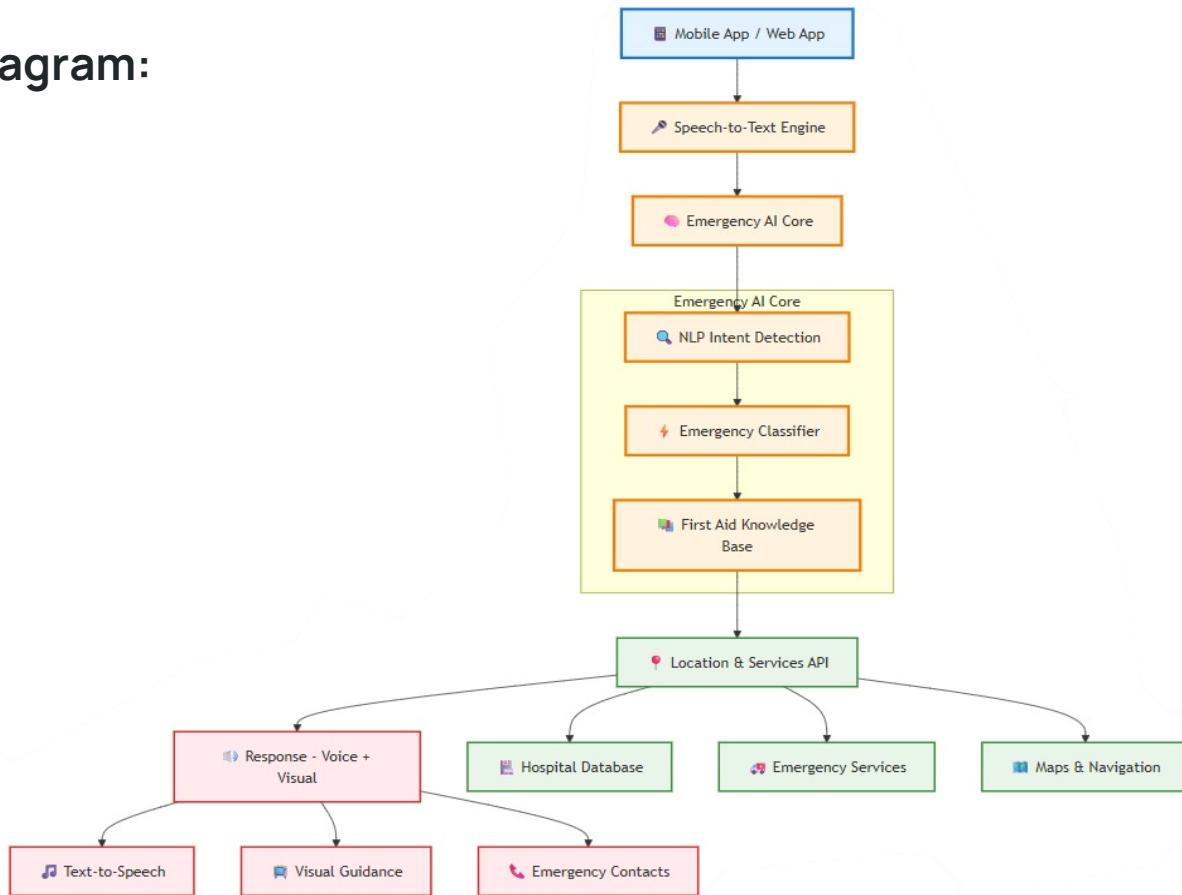 agram:
Mobile App / Web App
Speech-to-Text Engine
Emergency AI Core
Emergency AI Core
NLP Intent Detection
Emergency Classifier
First Aid Knowledge
Base
Location & Services API
Response - Voice +
Visual
Hospital Database
Emergency Services
Maps & Navigation
Text-to-Speech
Visual Guidance
Emergency Contacts